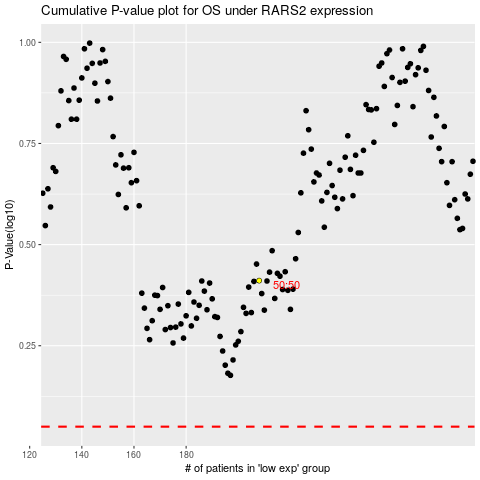 Cumulative P-value plot for OS under RARS2 expression
P-Value(log10)
1.00
0.75
0.50
0.25
50:50
120 140 160 180
# of patients in 'low exp' group